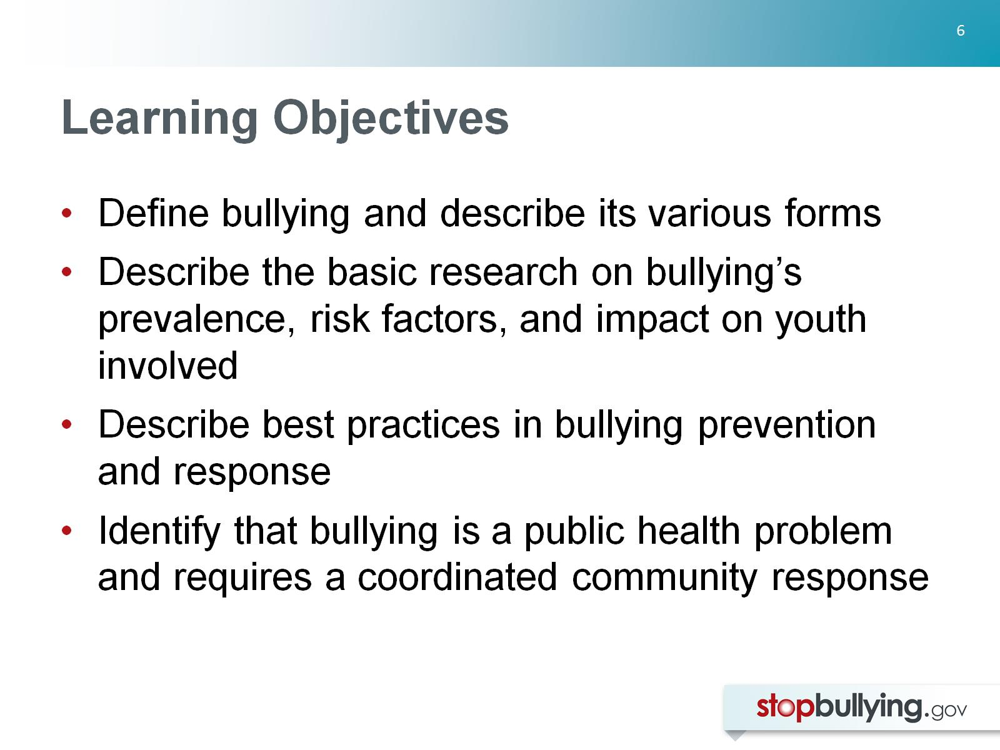 6
Learning Objectives
• Define bullying and describe its various forms
• Describe the basic research on bullying’s
prevalence, risk factors, and impact on youth
involved
• Describe best practices in bullying prevention
and response
• Identify that bullying is a public health problem
and requires a coordinated community response
stopbullying.gov